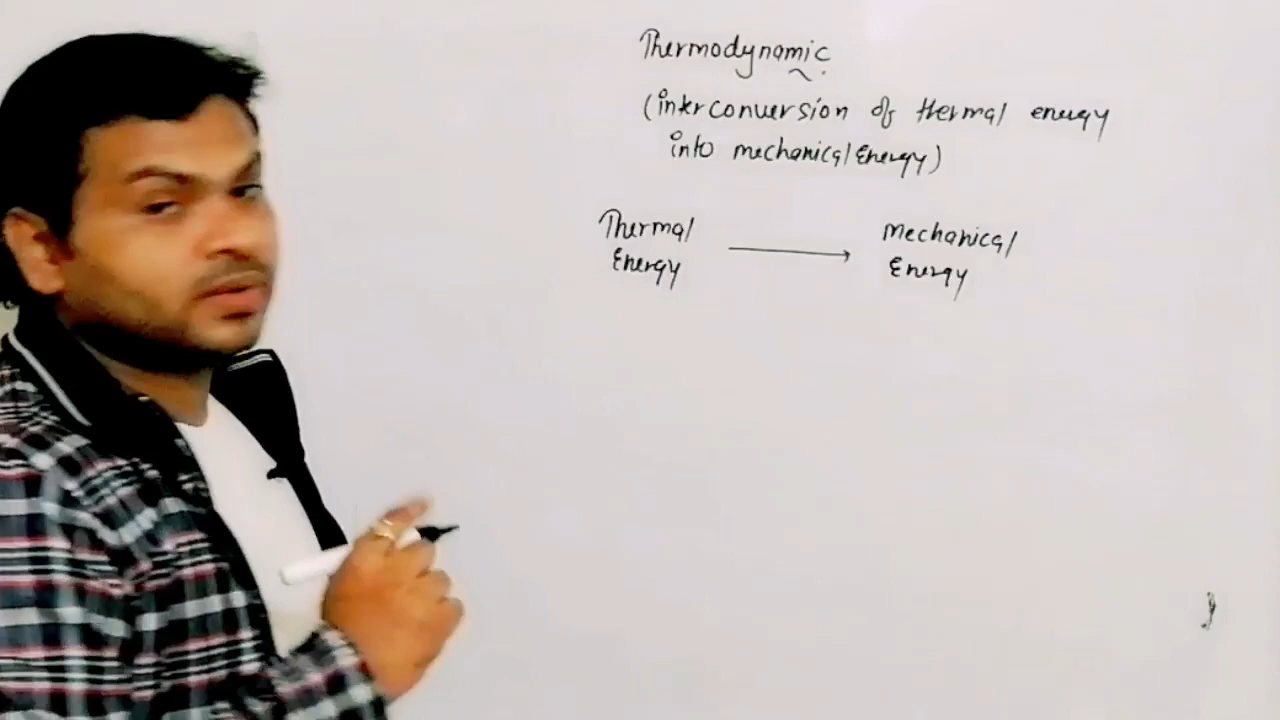 Thermodynamic
(interconversion of thermal energy
into mechanical Energy)
Thermal Energy → Mechanical Energy